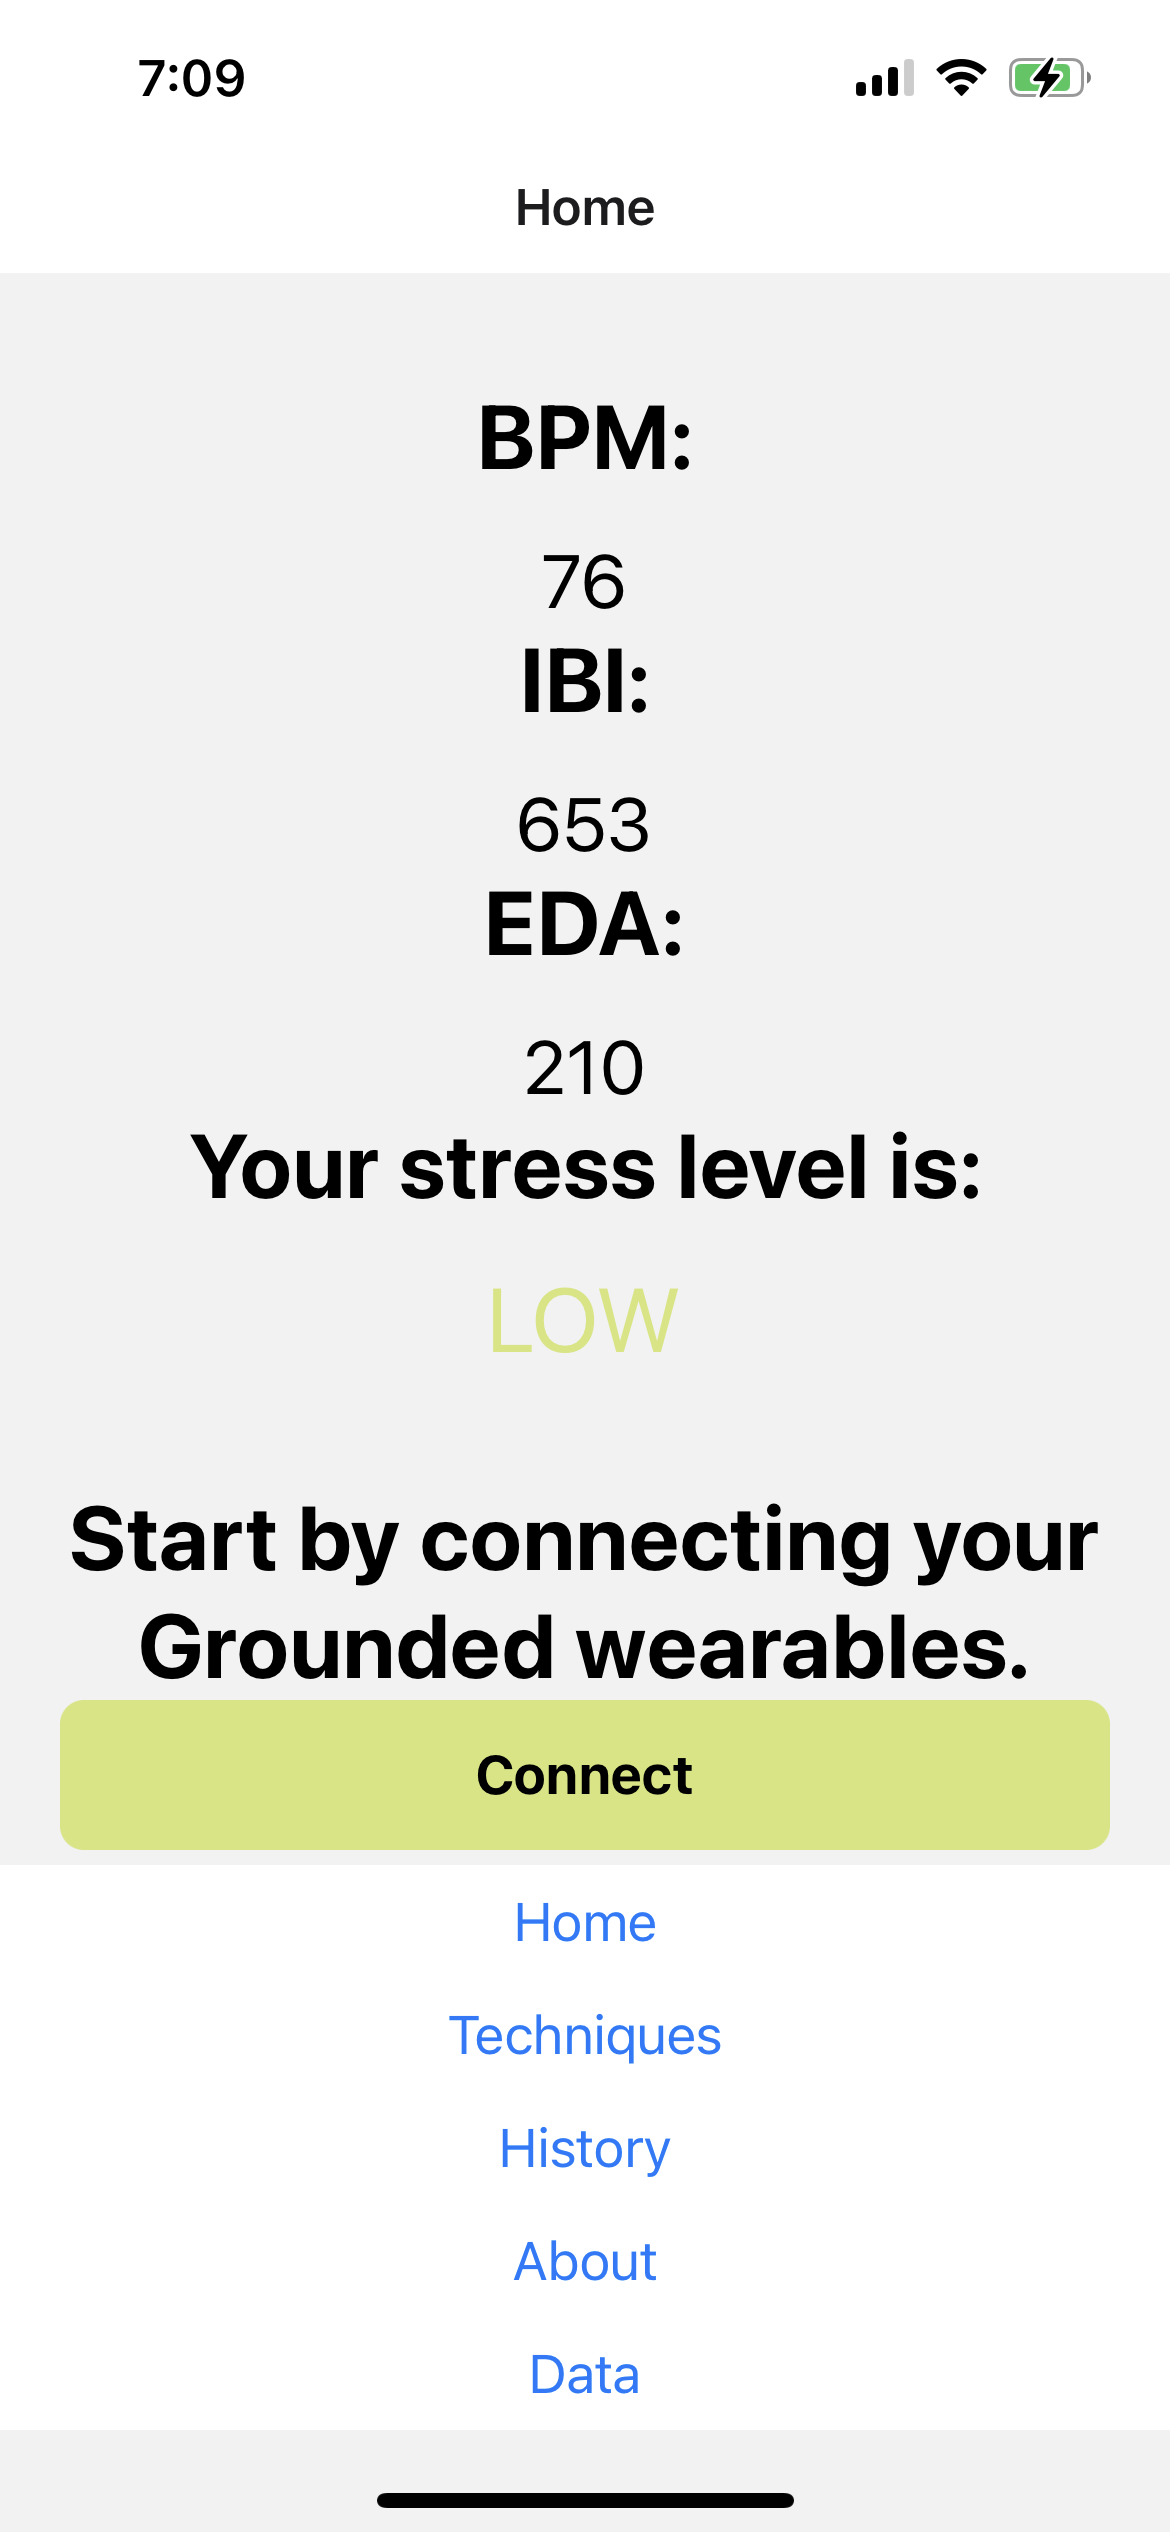 7:09
Home
BPM:
76
IBI:
653
EDA:
210
Your stress level is:
LOW
Start by connecting your
Grounded wearables.
Connect
Home
Techniques
History
About
Data